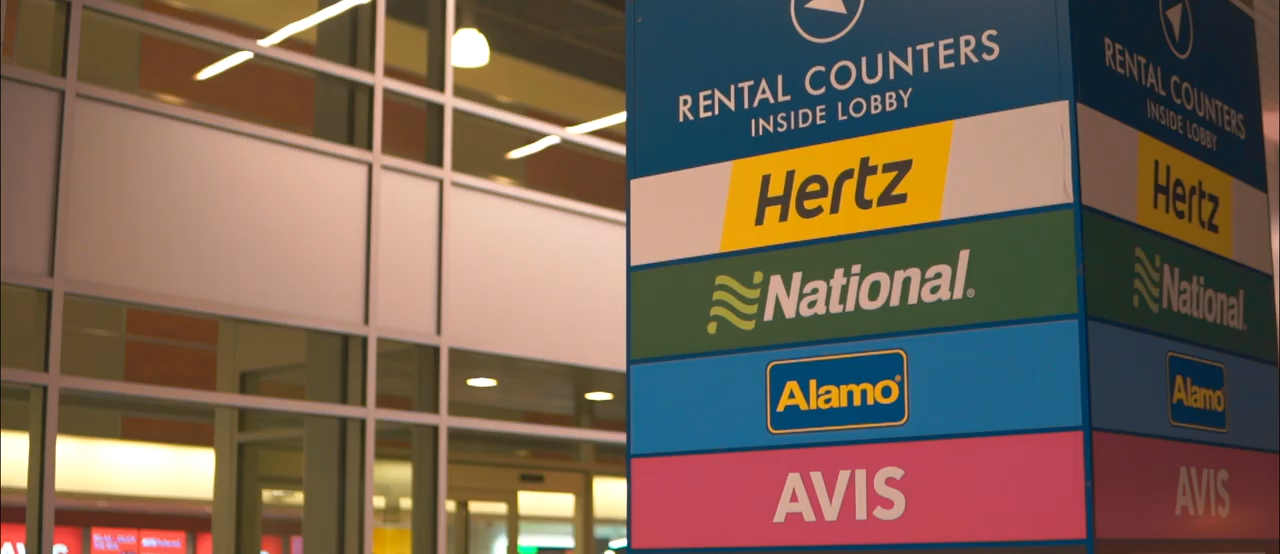 RENTAL COUNTERS
INSIDE LOBBY
Hertz
National®
Alamo®
AVIS
RENTAL COUNTERS
INSIDE LOBBY
Hertz
National
Alamo
AVIS